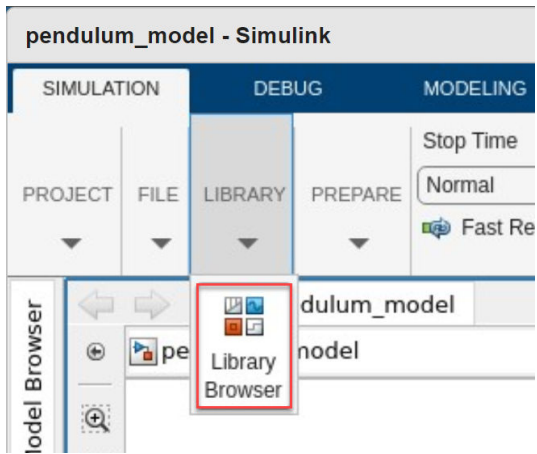 pendulum_model - Simulink
SIMULATION DEBUG MODELING
PROJECT FILE LIBRARY PREPARE
Stop Time
Normal
Fast Re
dulum_model
pe nodel
Library
Browser
Model Browser